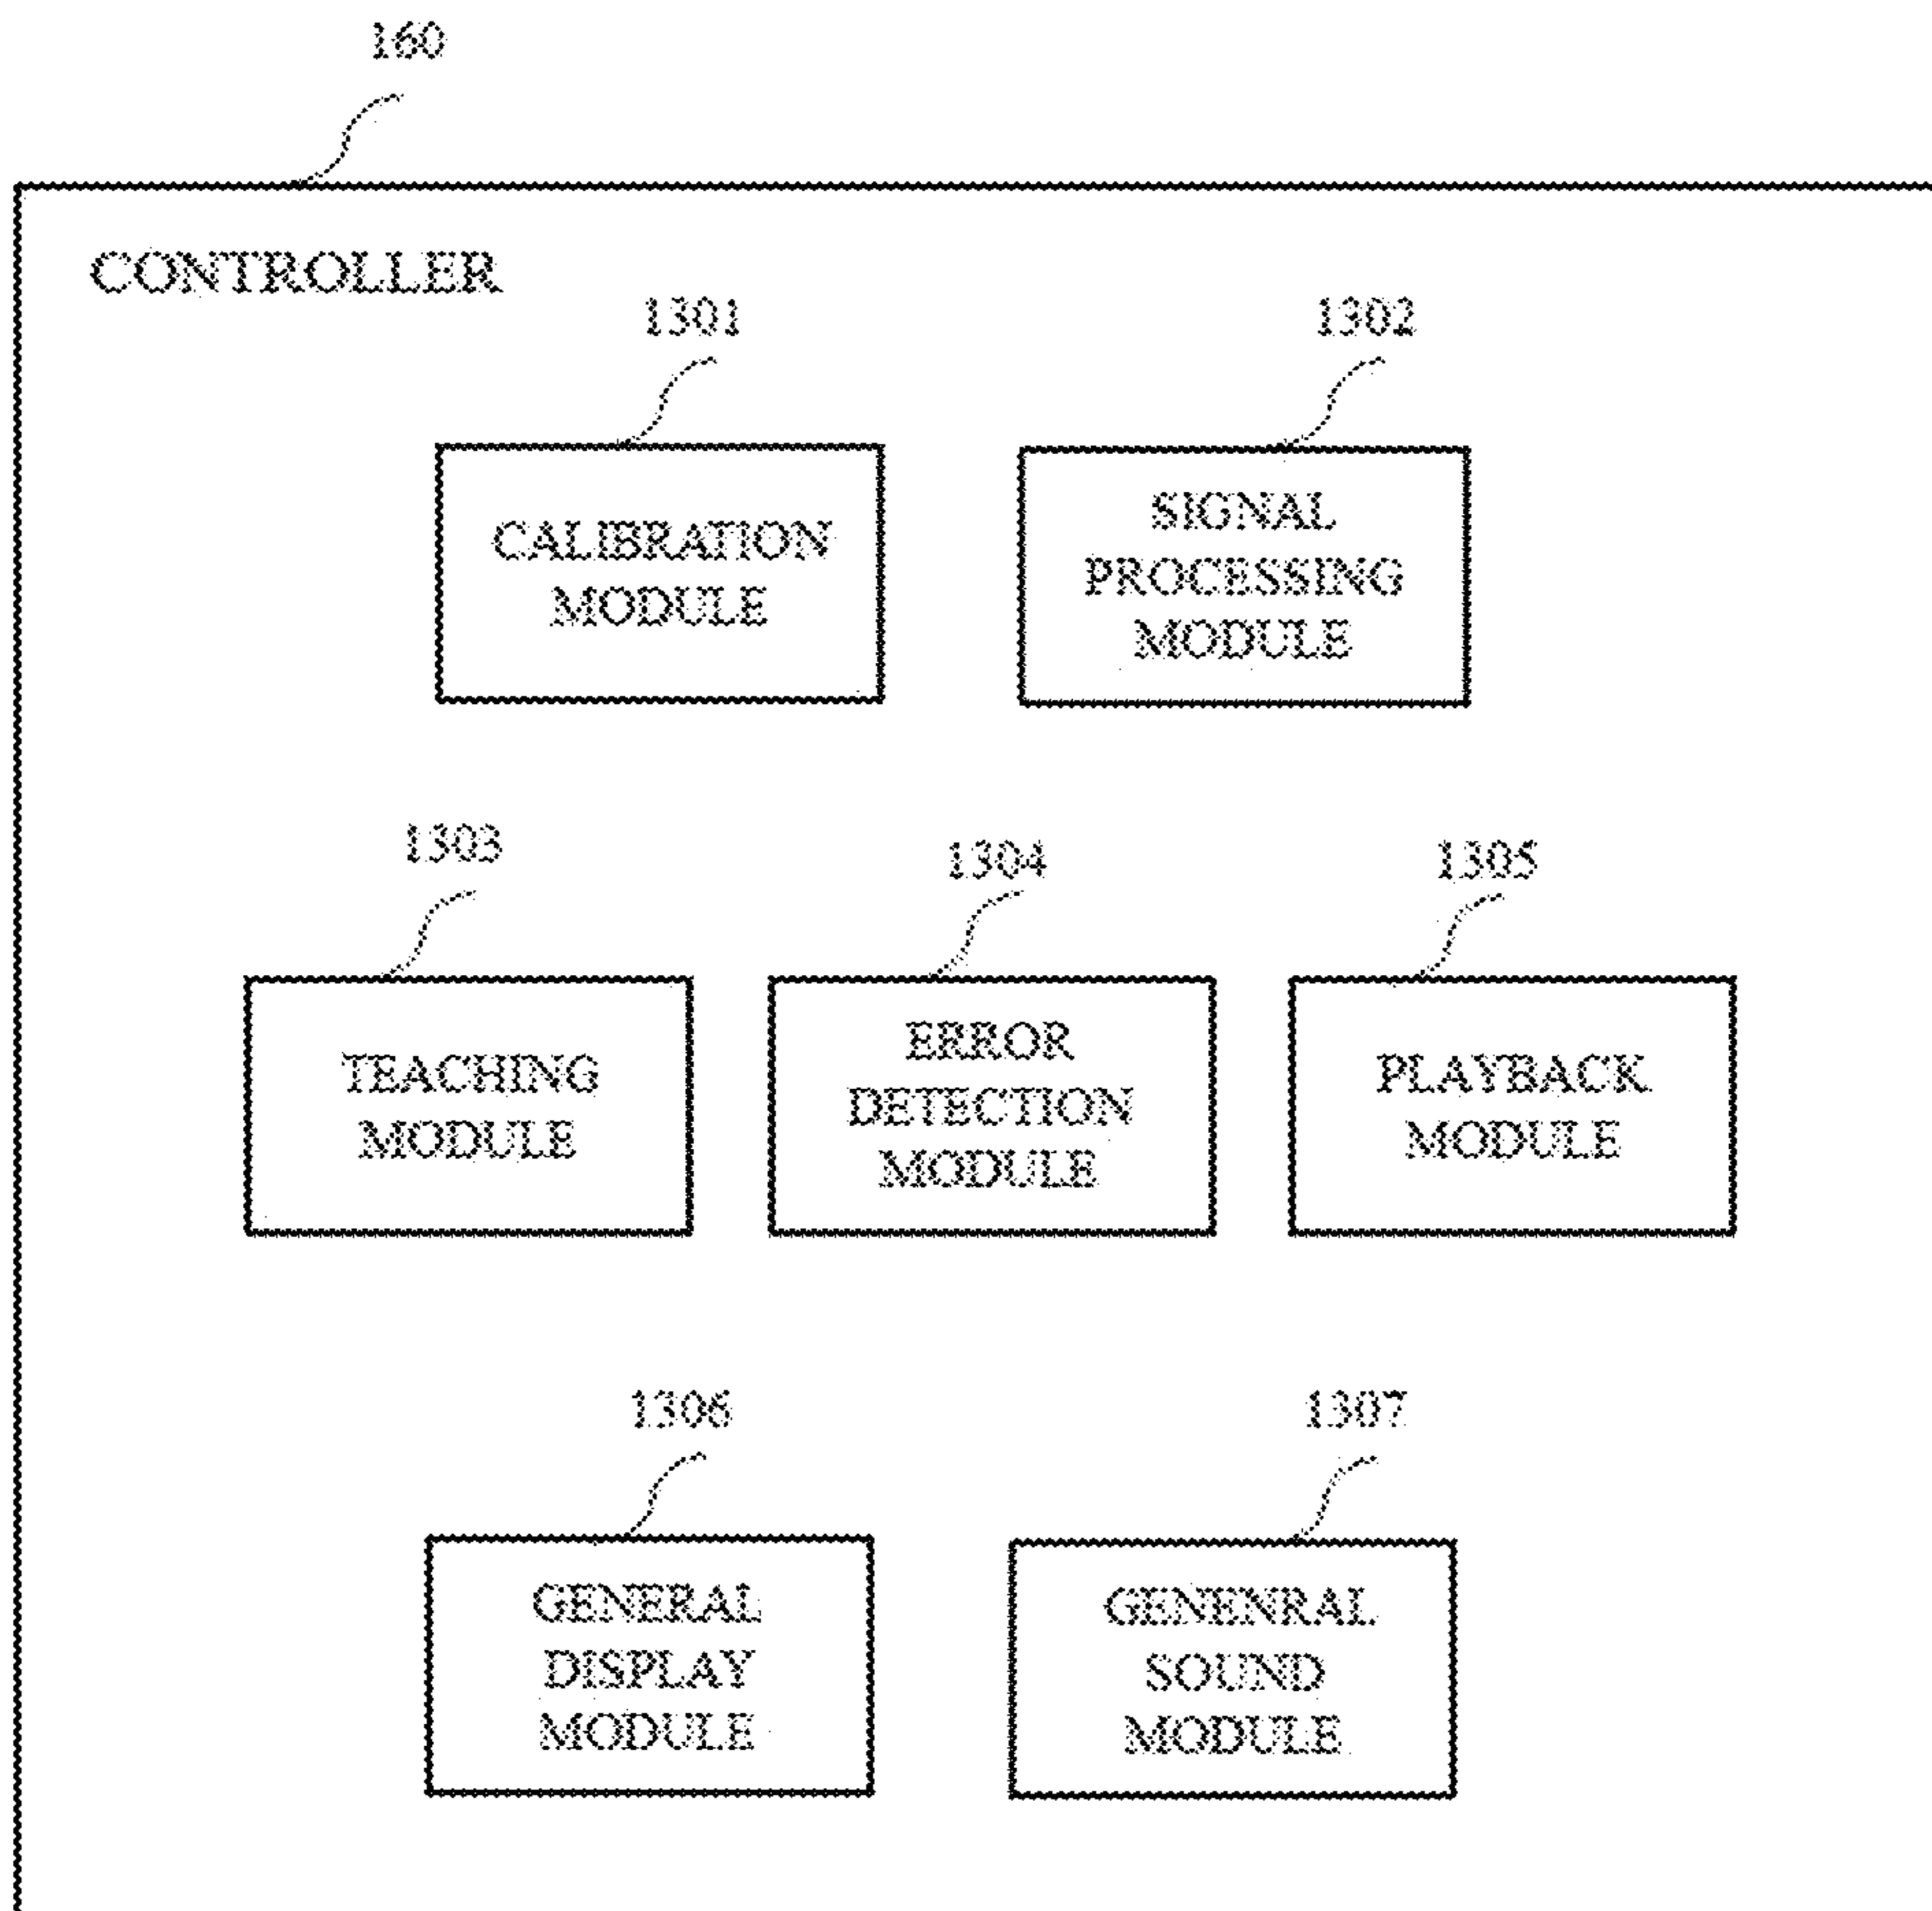 160
CONTROLLER
1301
1302
CALIBRATION
MODULE
SIGNAL
PROCESSING
MODULE
1303
1304
1305
TEACHING
MODULE
ERROR
DETECTION
MODULE
PLAYBACK
MODULE
1306
1307
GENERAL
DISPLAY
MODULE
GENENRAL
SOUND
MODULE